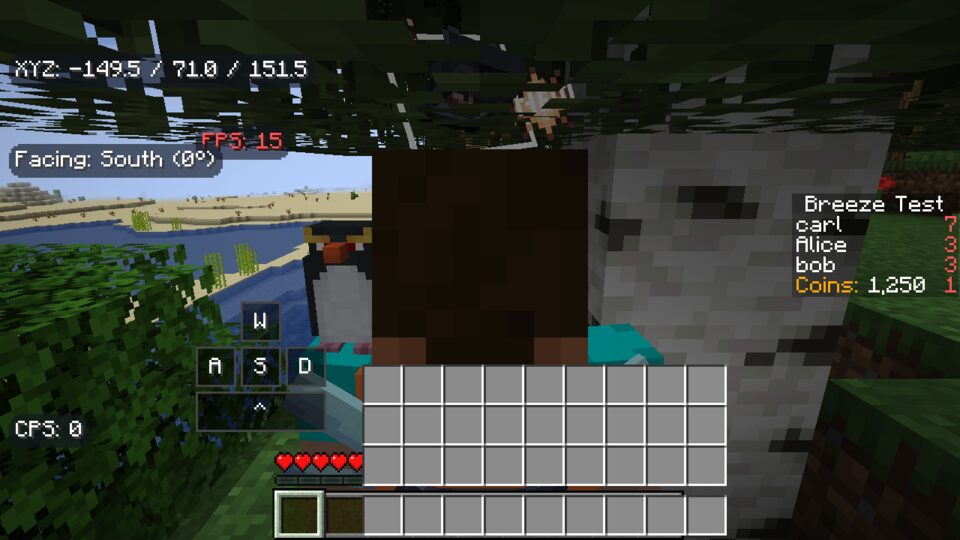 XYZ: -149.5 / 71.0 / 151.5
FPS: 15
Facing: South (0°)
Breeze Test
carl 7
Alice 3
bob 3
Coins: 1,250 1
W
A S D
^
CPS: 0